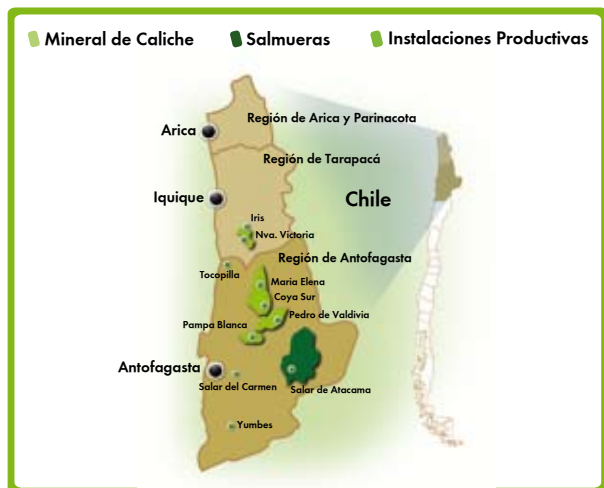 Mineral de Caliche
Salmueras
Instalaciones Productivas
Región de Arica y Parinacota
Arica
Región de Tarapacá
Iquique
Chile
Iris
Nva. Victoria
Región de Antofagasta
Tocopilla
Maria Elena
Coya Sur
Pedro de Valdivia
Pampa Blanca
Antofagasta
Salar del Carmen
Salar de Atacama
Yumbes